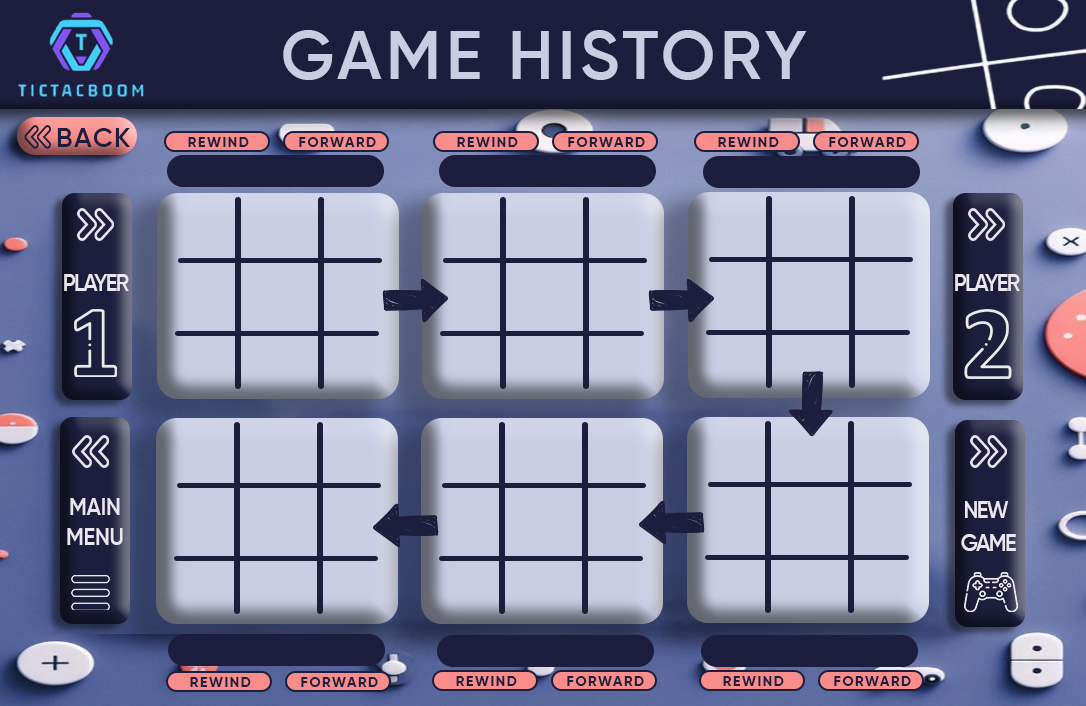 T
TICTACBOOM
GAME HISTORY
BACK
REWIND FORWARD REWIND FORWARD REWIND FORWARD
PLAYER
1
PLAYER
2
MAIN
MENU
NEW
GAME
REWIND FORWARD REWIND FORWARD REWIND FORWARD